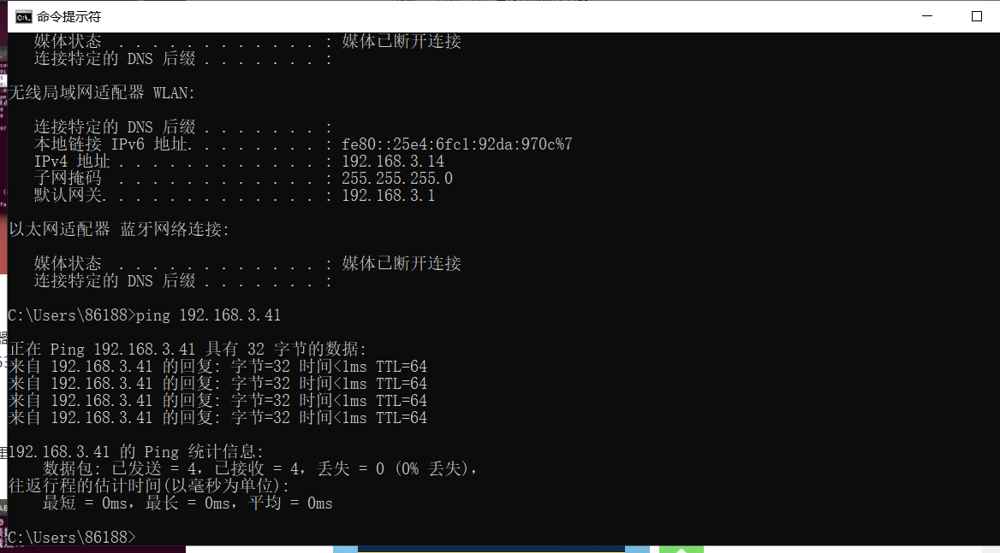 命令提示符
媒体状态 . . . . . . . . . . . . : 媒体已断开连接
连接特定的 DNS 后缀 . . . . . . . :
无线局域网适配器 WLAN:
连接特定的 DNS 后缀 . . . . . . . :
本地链接 IPv6 地址. . . . . . . . : fe80::25e4:6fc1:92da:970c%7
IPv4 地址 . . . . . . . . . . . . : 192.168.3.14
子网掩码 . . . . . . . . . . . . : 255.255.255.0
默认网关. . . . . . . . . . . . . : 192.168.3.1
以太网适配器 蓝牙网络连接:
媒体状态 . . . . . . . . . . . . : 媒体已断开连接
连接特定的 DNS 后缀 . . . . . . . :
C:\Users\86188>ping 192.168.3.41
正在 Ping 192.168.3.41 具有 32 字节的数据:
来自 192.168.3.41 的回复: 字节=32 时间<1ms TTL=64
来自 192.168.3.41 的回复: 字节=32 时间<1ms TTL=64
来自 192.168.3.41 的回复: 字节=32 时间<1ms TTL=64
来自 192.168.3.41 的回复: 字节=32 时间<1ms TTL=64
192.168.3.41 的 Ping 统计信息:
数据包: 已发送 = 4，已接收 = 4，丢失 = 0 (0% 丢失)，
往返行程的估计时间(以毫秒为单位):
最短 = 0ms，最长 = 0ms，平均 = 0ms
C:\Users\86188>